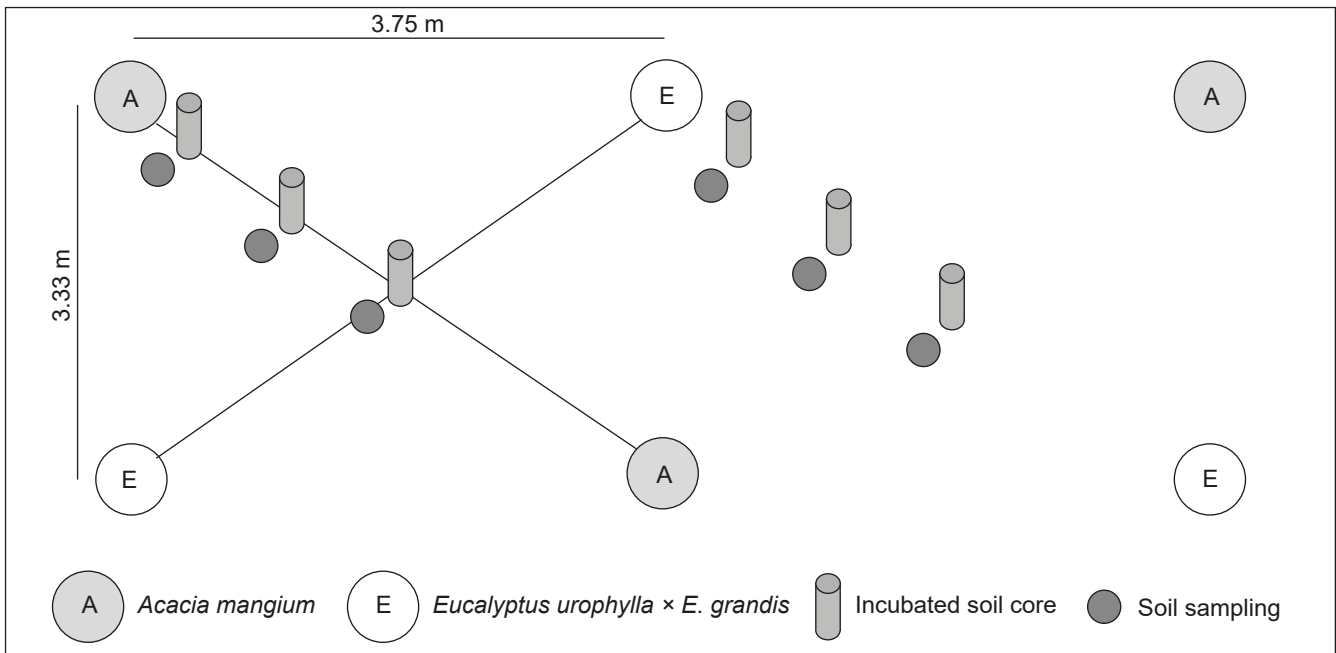 3.75 m
A
E
A
3.33 m
E
A
E
A Acacia mangium E Eucalyptus urophylla × E. grandis Incubated soil core Soil sampling